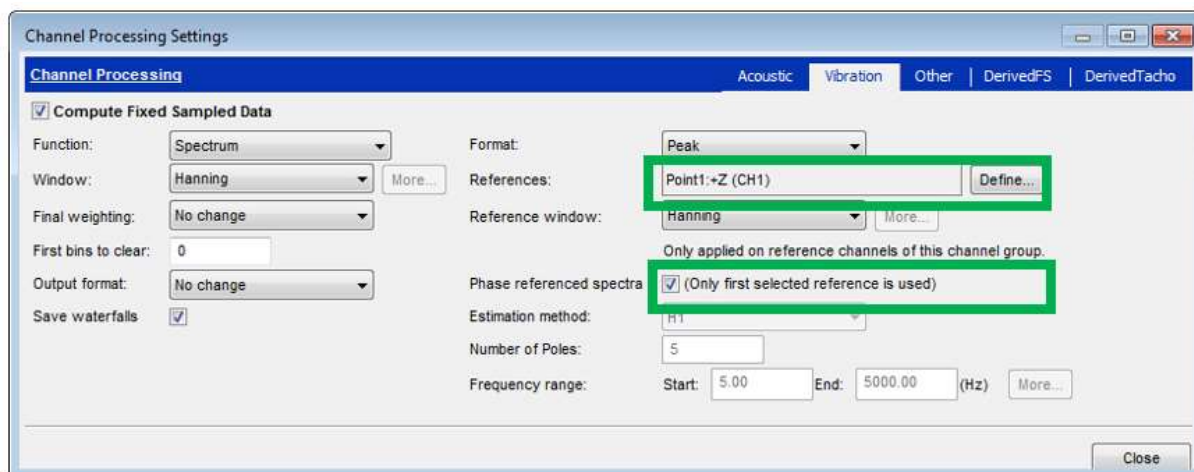 Channel Processing Settings
Channel Processing Acoustic Vibration Other DerivedFS DerivedTacho
Compute Fixed Sampled Data
Function: Spectrum Format: Peak
Window: Hanning More... References: Point1:+Z (CH1) Define...
Final weighting: No change Reference window: Hanning More...
First bins to clear: 0 Only applied on reference channels of this channel group.
Output format: No change Phase referenced spectra (Only first selected reference is used)
Save waterfalls Estimation method: H1
Number of Poles: 5
Frequency range: Start: 5.00 End: 5000.00 (Hz) More...
Close